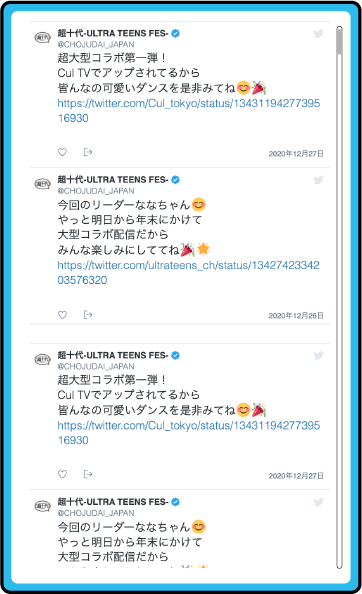 超十代-ULTRA TEENS FES-
@CHOJUDAI_JAPAN
超大型コラボ第一弾！
Cul TVでアップされてるから
皆んなの可愛いダンスを是非みてね😊🎉
https://twitter.com/Cul_tokyo/status/13431194277395
16930
2020年12月27日
超十代-ULTRA TEENS FES-
@CHOJUDAI_JAPAN
今回のリーダーななちゃん😊
やっと明日から年末にかけて
大型コラボ配信だから
みんな楽しみにしててね🎉🌟
https://twitter.com/ultrateens_ch/status/13427423342
03576320
2020年12月26日
超十代-ULTRA TEENS FES-
@CHOJUDAI_JAPAN
超大型コラボ第一弾！
Cul TVでアップされてるから
皆んなの可愛いダンスを是非みてね😊🎉
https://twitter.com/Cul_tokyo/status/13431194277395
16930
2020年12月27日
超十代-ULTRA TEENS FES-
@CHOJUDAI_JAPAN
今回のリーダーななちゃん😊
やっと明日から年末にかけて
大型コラボ配信だから